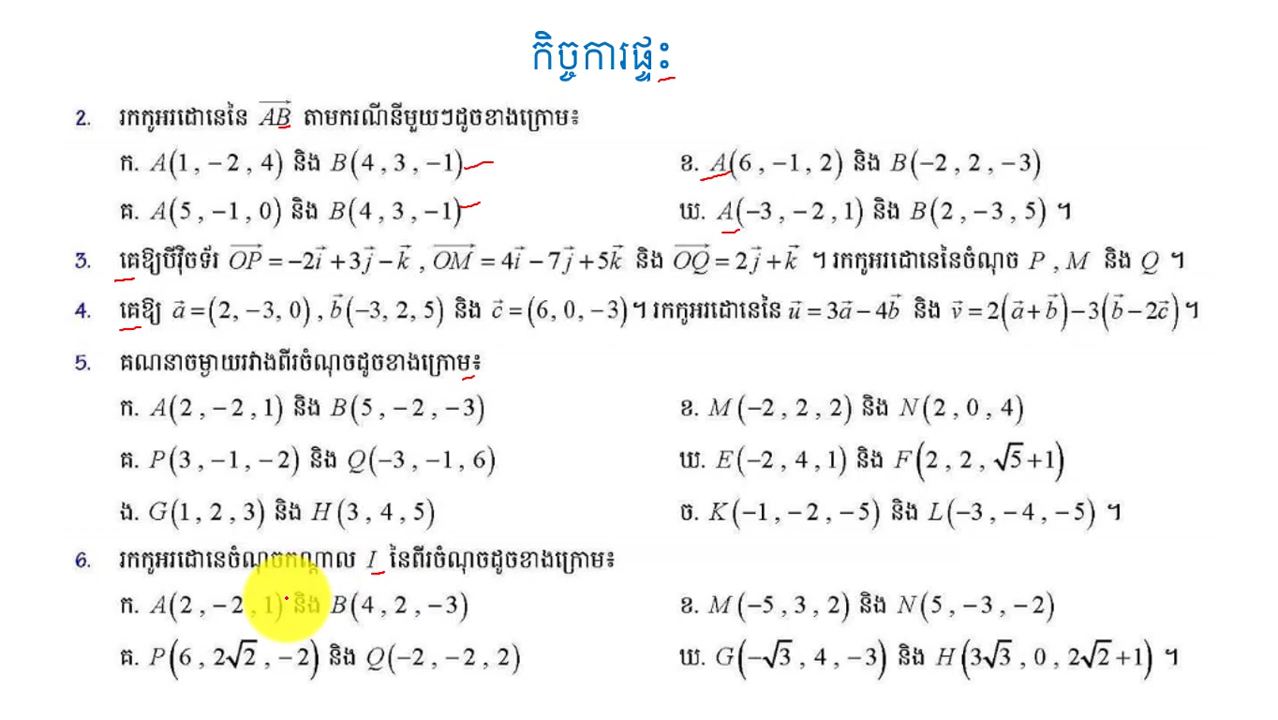 កិច្ចការផ្ទះ
2. រកកូអរដោនេនៃ $\overrightarrow{AB}$ តាមករណីនីមួយៗដូចខាងក្រោម៖
ក. A(1 , −2 , 4) និង B(4 , 3 , −1) ខ. A(6 , −1 , 2) និង B(−2 , 2 , −3)
គ. A(5 , −1 , 0) និង B(4 , 3 , −1) ឃ. A(−3 , −2 , 1) និង B(2 , −3 , 5) ។
3. គេឱ្យបីវ៉ិចទ័រ $\overrightarrow{OP} = -2\vec{i} + 3\vec{j} - \vec{k}$ , $\overrightarrow{OM} = 4\vec{i} - 7\vec{j} + 5\vec{k}$ និង $\overrightarrow{OQ} = 2\vec{j} + \vec{k}$ ។ រកកូអរដោនេនៃចំណុច P , M និង Q ។
4. គេឱ្យ $\vec{a} = (2, -3, 0)$ , $\vec{b}(-3, 2, 5)$ និង $\vec{c} = (6, 0, -3)$ ។ រកកូអរដោនេនៃ $\vec{u} = 3\vec{a} - 4\vec{b}$ និង $\vec{v} = 2(\vec{a} + \vec{b}) - 3(\vec{b} - 2\vec{c})$ ។
5. គណនាចម្ងាយរវាងពីរចំណុចដូចខាងក្រោម៖
ក. A(2 , −2 , 1) និង B(5 , −2 , −3) ខ. M(−2 , 2 , 2) និង N(2 , 0 , 4)
គ. P(3 , −1 , −2) និង Q(−3 , −1 , 6) ឃ. E(−2 , 4 , 1) និង F(2 , 2 , √5 +1)
ង. G(1 , 2 , 3) និង H(3 , 4 , 5) ច. K(−1 , −2 , −5) និង L(−3 , −4 , −5) ។
6. រកកូអរដោនេចំណុចកណ្ដាល I នៃពីរចំណុចដូចខាងក្រោម៖
ក. A(2 , −2 , 1) និង B(4 , 2 , −3) ខ. M(−5 , 3 , 2) និង N(5 , −3 , −2)
គ. P(6 , 2√2 , −2) និង Q(−2 , −2 , 2) ឃ. G(−√3 , 4 , −3) និង H(3√3 , 0 , 2√2 +1) ។